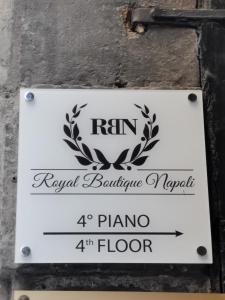 RBN
Royal Boutique Napoli
4° PIANO
4th FLOOR